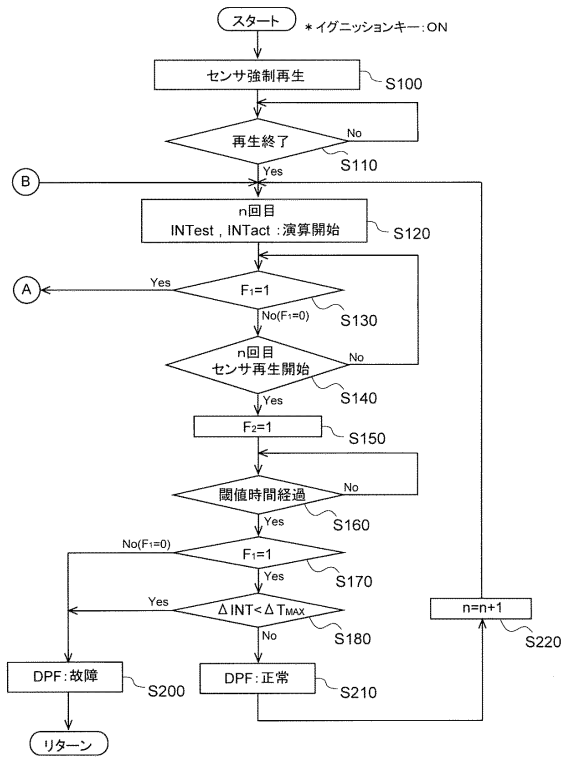 スタート
*イグニッションキー:ON
センサ強制再生
S100
再生終了
No
S110
Yes
B
n回目
INTest , INTact :演算開始
S120
Yes
A
F1=1
S130
No(F1=0)
n回目
センサ再生開始
No
S140
Yes
F2=1
S150
閾値時間経過
No
S160
Yes
No(F1=0)
F1=1
S170
Yes
Yes
ΔINT<ΔTMAX
S180
No
n=n+1
S220
DPF:故障
S200
DPF:正常
S210
リターン